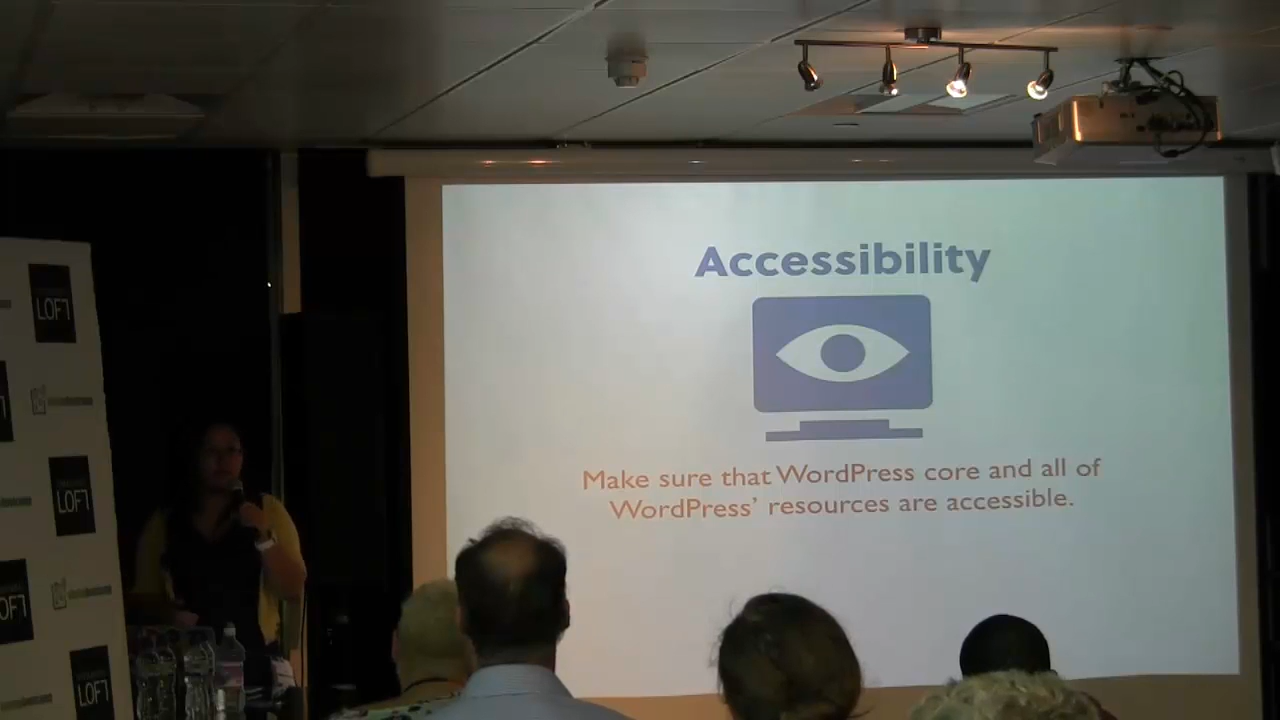 Accessibility
Make sure that WordPress core and all of
WordPress’ resources are accessible.
LOFT
LOFT
LOFT
LOFT